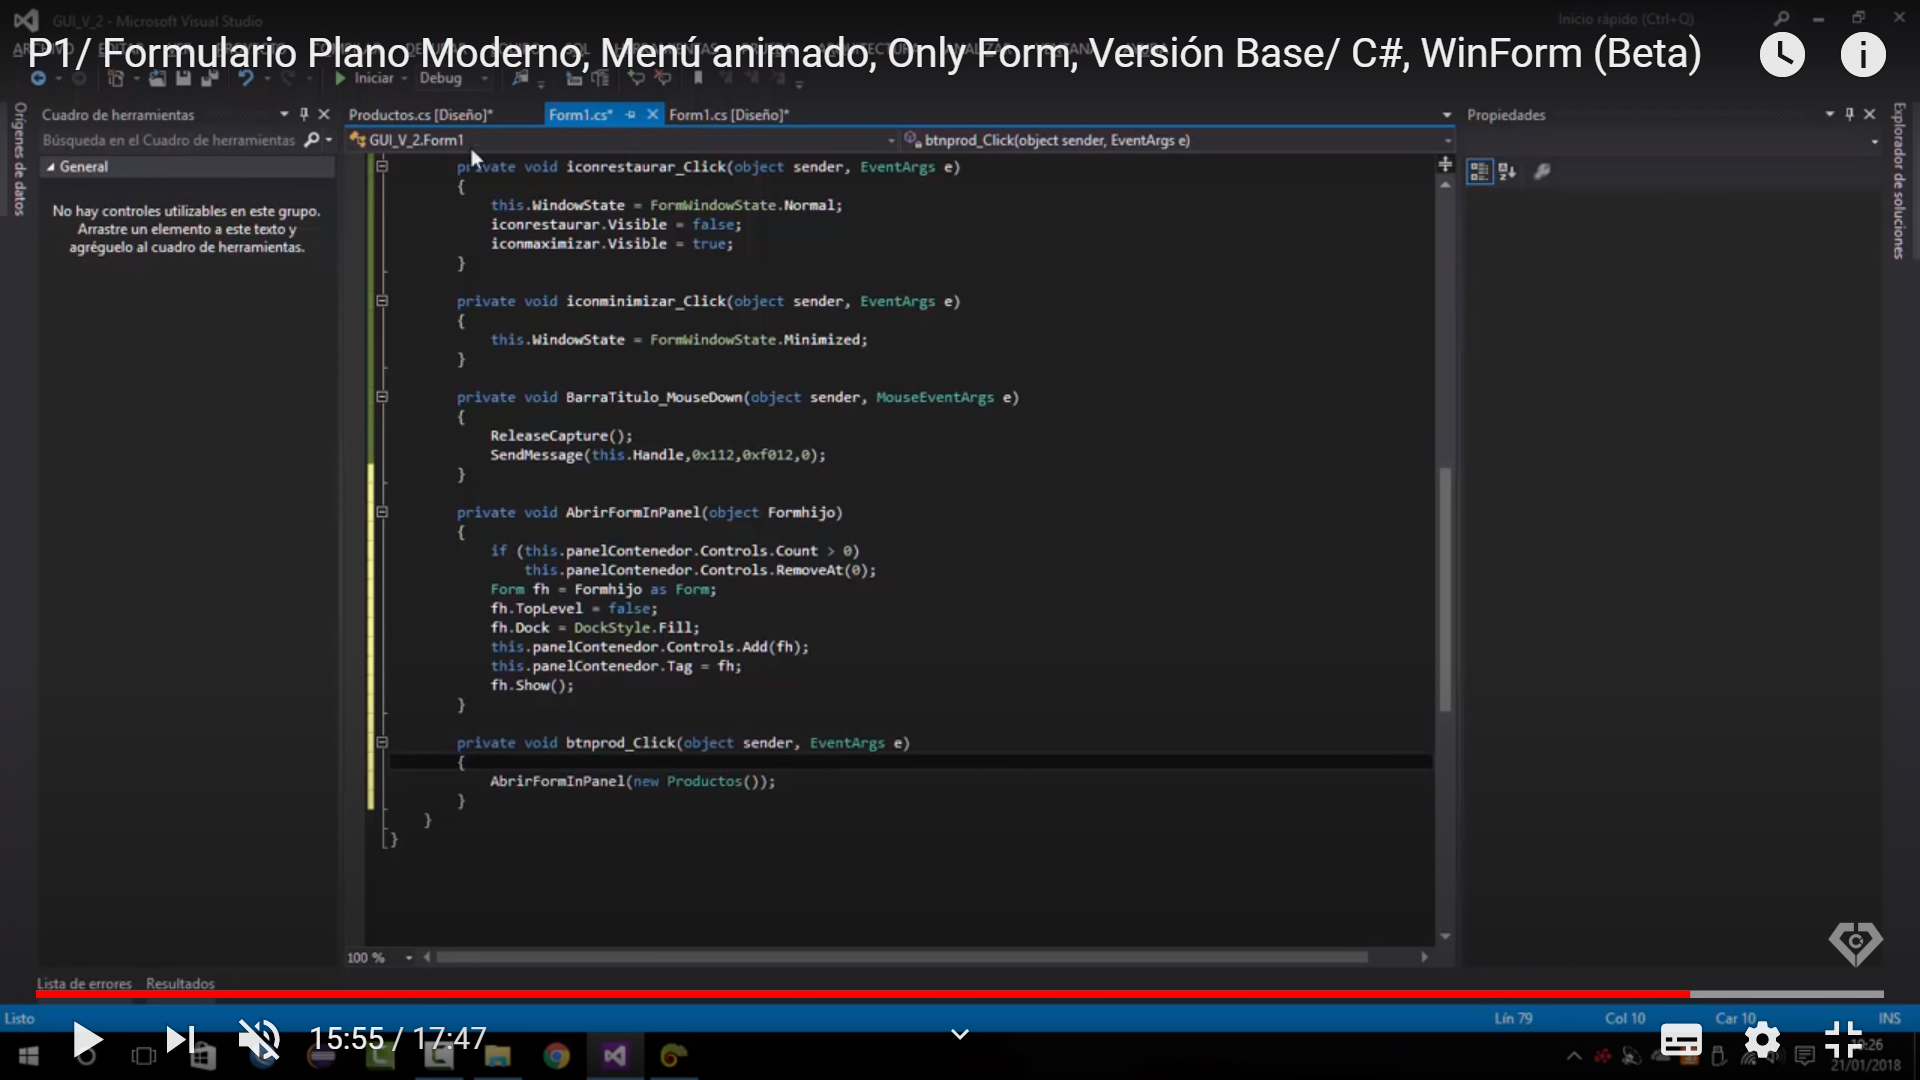 GUI_V_2 - Microsoft Visual Studio
Inicio rápido (Ctrl+Q)
P1/ Formulario Plano Moderno, Menú animado, Only Form, Versión Base/ C#, WinForm (Beta)
Iniciar
Debug
Orígenes de datos
Cuadro de herramientas
Productos.cs [Diseño]*
Form1.cs*
Form1.cs [Diseño]*
Propiedades
Explorador de soluciones
Búsqueda en el Cuadro de herramientas
GUI_V_2.Form1
btnprod_Click(object sender, EventArgs e)
General
No hay controles utilizables en este grupo.
Arrastre un elemento a este texto y
agréguelo al cuadro de herramientas.
private void iconrestaurar_Click(object sender, EventArgs e)
{
this.WindowState = FormWindowState.Normal;
iconrestaurar.Visible = false;
iconmaximizar.Visible = true;
}
private void iconminimizar_Click(object sender, EventArgs e)
{
this.WindowState = FormWindowState.Minimized;
}
private void BarraTitulo_MouseDown(object sender, MouseEventArgs e)
{
ReleaseCapture();
SendMessage(this.Handle,0x112,0xf012,0);
}
private void AbrirFormInPanel(object Formhijo)
{
if (this.panelContenedor.Controls.Count > 0)
this.panelContenedor.Controls.RemoveAt(0);
Form fh = Formhijo as Form;
fh.TopLevel = false;
fh.Dock = DockStyle.Fill;
this.panelContenedor.Controls.Add(fh);
this.panelContenedor.Tag = fh;
fh.Show();
}
private void btnprod_Click(object sender, EventArgs e)
{
AbrirFormInPanel(new Productos());
}
}
}
100 %
Lista de errores
Resultados
Listo
Lín 79
Col 10
Car 10
INS
15:55 / 17:47
21/01/2018